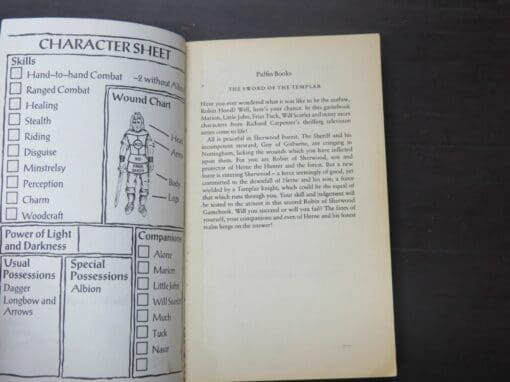 CHARACTER SHEET
Skills
Hand-to-hand Combat -2 without Albion
Ranged Combat
Healing
Stealth
Riding
Disguise
Minstrelsy
Perception
Charm
Woodcraft
Wound Chart
Head
Arms
Body
Legs
Power of Light
and Darkness
Usual
Possessions
Dagger
Longbow and
Arrows
Special
Possessions
Albion
Companions
Alone
Marion
Little John
Will Scarlet
Much
Tuck
Nasir
Puffin Books
THE SWORD OF THE TEMPLAR
Have you ever wondered what it was like to be the outlaw,
Robin Hood? Well, here's your chance. In this gamebook
Marion, Little John, Friar Tuck, Will Scarlet and many more
characters from Richard Carpenter's thrilling television
series come to life!
All is peaceful in Sherwood Forest. The Sheriff and his
incompetent steward, Guy of Gisburne, are cringing in
Nottingham, licking the wounds which you have inflicted
upon them. For you are Robin of Sherwood, son and
protector of Herne the Hunter and the forest. But a new
force is entering Sherwood – a force seemingly of good, yet
committed to the downfall of Herne and his son; a force
wielded by a Templar knight, which could be the equal of
that which runs through you. Your skill and judgement will
be tested to the utmost in this second Robin of Sherwood
Gamebook. Will you succeed or will you fail? The fates of
yourself, your companions and even of Herne and his forest
realm hinge on the answer!